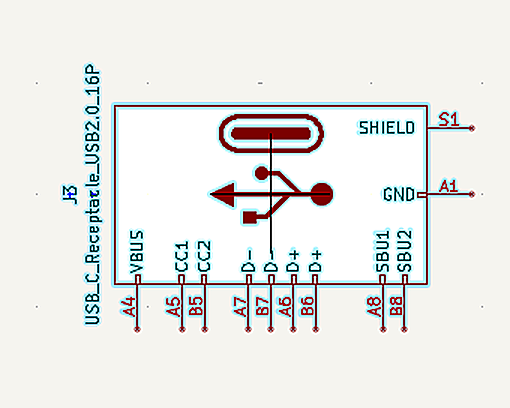 J3
USB_C_Receptacle_USB2.0_16P
SHIELD
S1
GND
A1
VBUS
CC1
CC2
D-
D-
D+
D+
SBU1
SBU2
A4
A5
B5
A7
B7
A6
B6
A8
B8